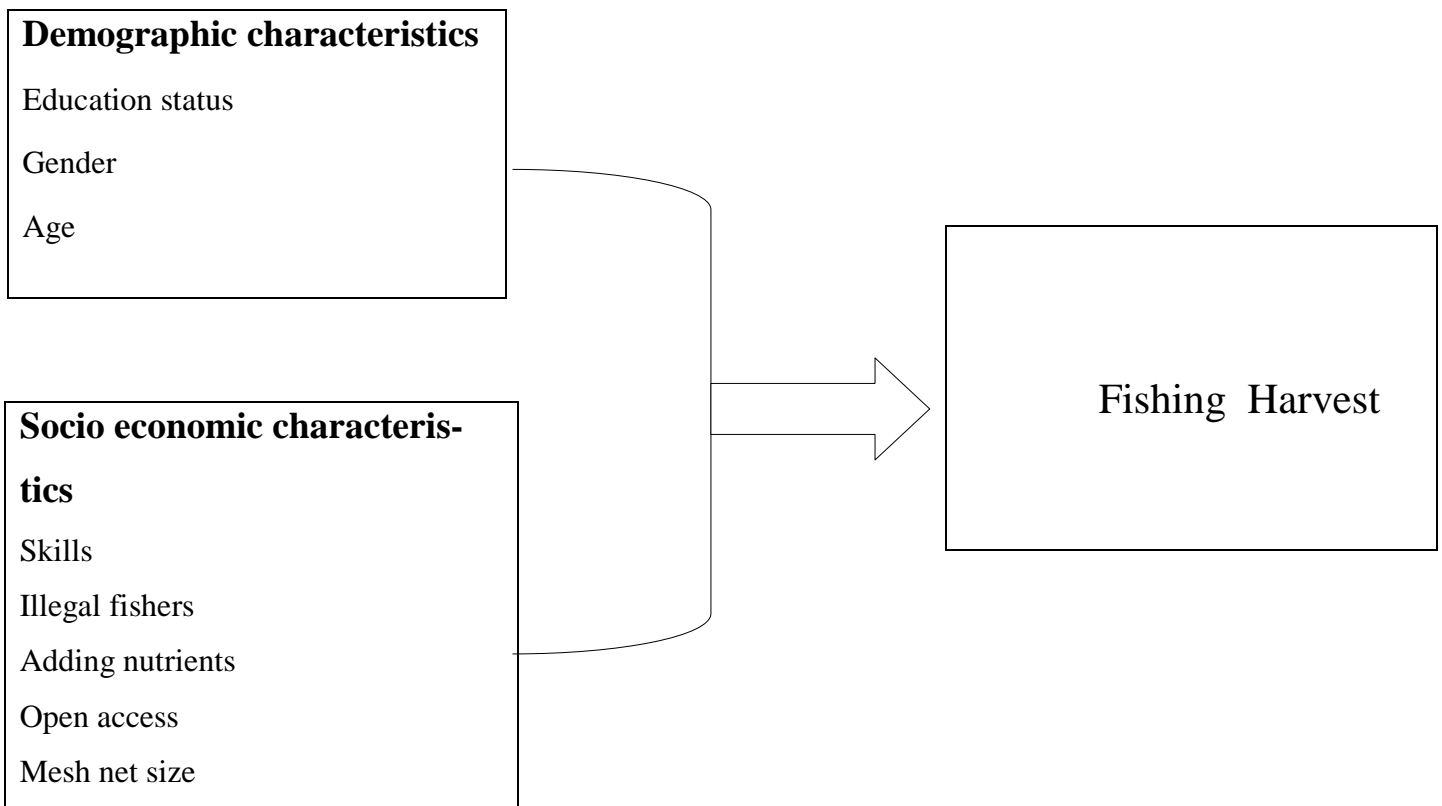 Demographic characteristics
Education status
Gender
Age
Socio economic characteris-
tics
Skills
Illegal fishers
Adding nutrients
Open access
Mesh net size
Fishing Harvest